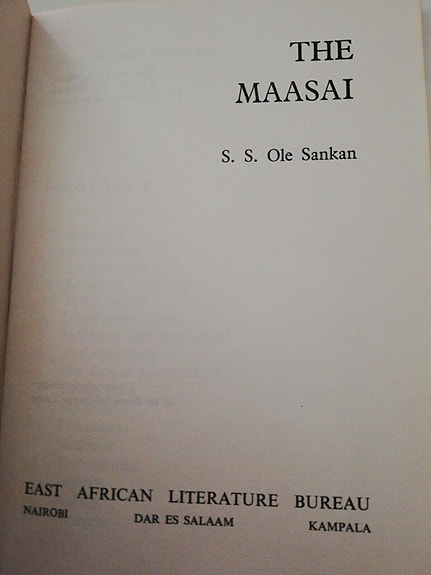 THE
MAASAI
S. S. Ole Sankan
EAST AFRICAN LITERATURE BUREAU
NAIROBI DAR ES SALAAM KAMPALA